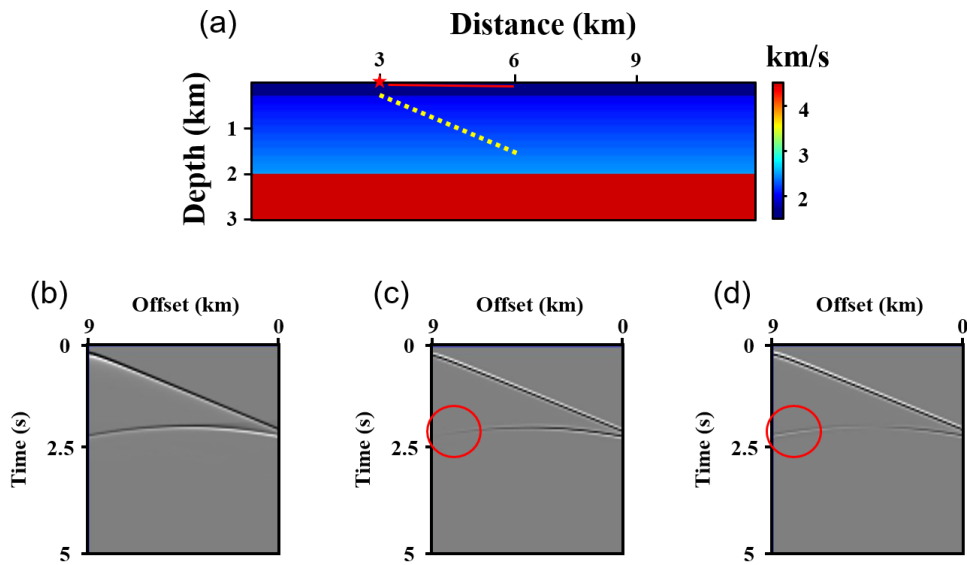 (a)
Distance (km)
3 6 9
km/s
Depth (km)
1
2
3
4
3
2
(b)
Offset (km)
9 0
Time (s)
0
2.5
5
(c)
Offset (km)
9 0
Time (s)
0
2.5
5
(d)
Offset (km)
9 0
Time (s)
0
2.5
5